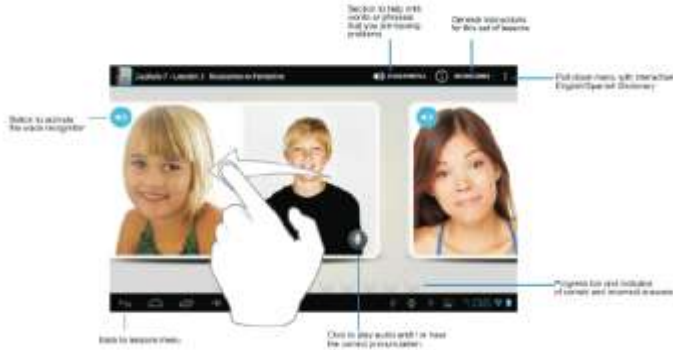 Section to help with
words or phrases
that you are having
problems
General instructions
for this set of lessons
Pull down menu with interactive
English/Spanish Dictionary
Button to activate
the voice recognition
Progress bar and indicator
of correct and incorrect answers
Back to lessons menu
Click to play audio and / or hear
the correct pronunciation